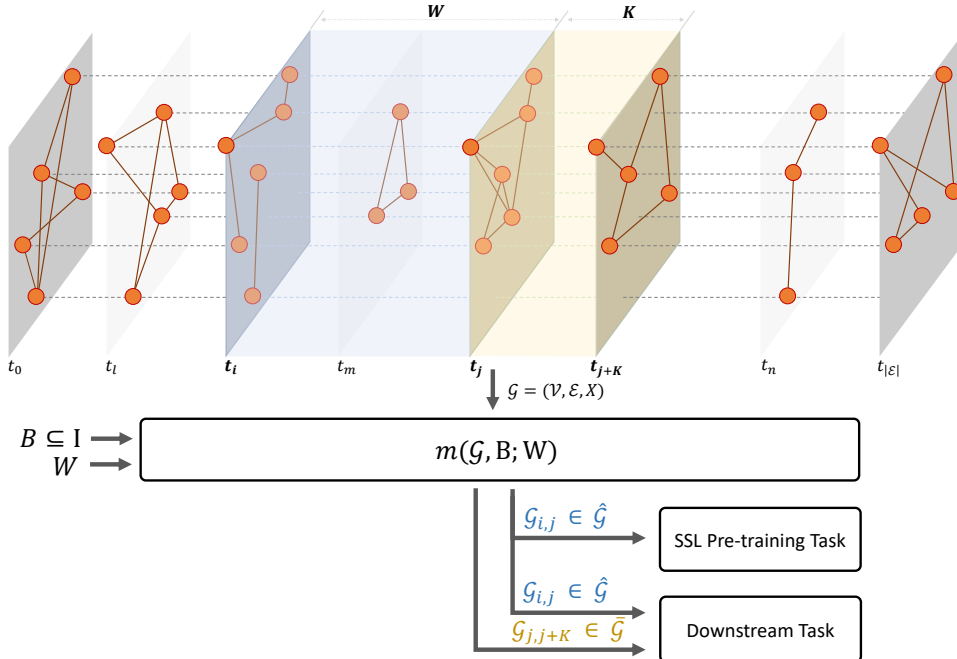 W K
t₀ tₗ tᵢ tₘ tⱼ tⱼ₊K tₙ t|ℰ|
𝒢 = (𝒱, ℰ, X)
B ⊆ I
W
m(𝒢, B; W)
𝒢ᵢ,ⱼ ∈ 𝒢̂
SSL Pre-training Task
𝒢ᵢ,ⱼ ∈ 𝒢̂
𝒢ⱼ,ⱼ₊K ∈ 𝒢̄
Downstream Task